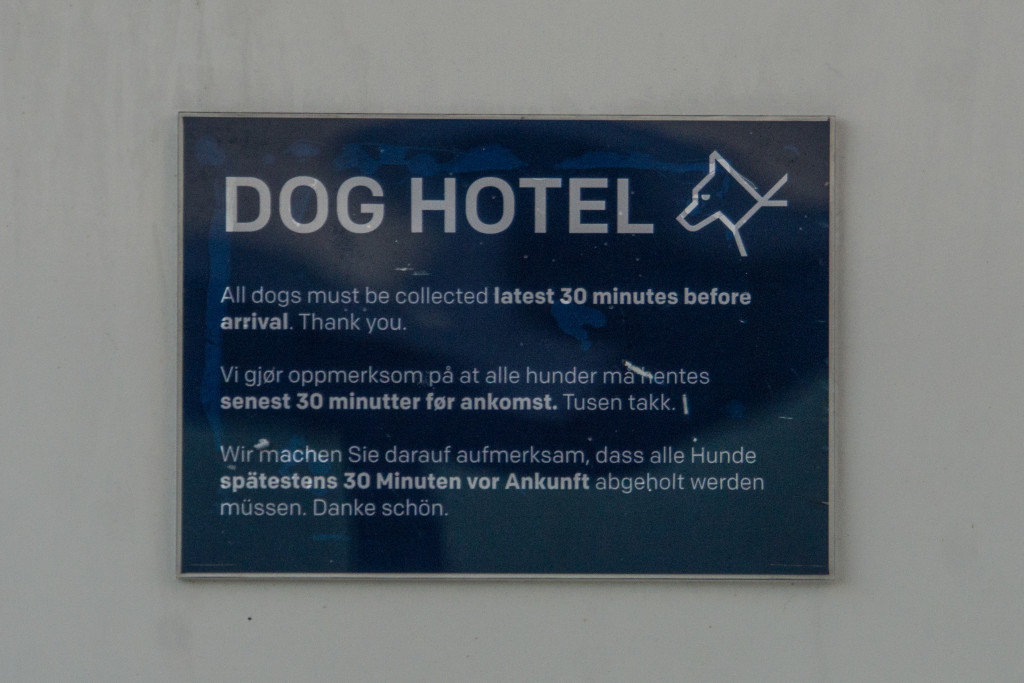 DOG HOTEL
All dogs must be collected latest 30 minutes before
arrival. Thank you.
Vi gjør oppmerksom på at alle hunder må hentes
senest 30 minutter før ankomst. Tusen takk.
Wir machen Sie darauf aufmerksam, dass alle Hunde
spätestens 30 Minuten vor Ankunft abgeholt werden
müssen. Danke schön.